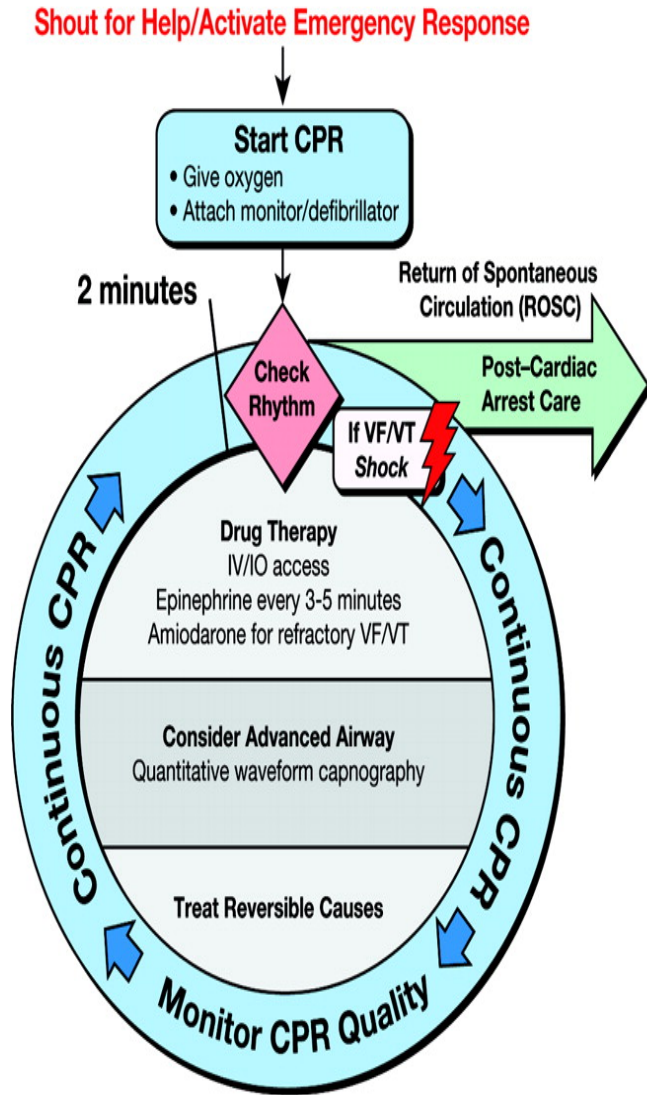 Shout for Help/Activate Emergency Response
Start CPR
• Give oxygen
• Attach monitor/defibrillator
2 minutes
Return of Spontaneous
Circulation (ROSC)
Check
Rhythm
Post–Cardiac
Arrest Care
If VF/VT
Shock
Drug Therapy
IV/IO access
Epinephrine every 3-5 minutes
Amiodarone for refractory VF/VT
Consider Advanced Airway
Quantitative waveform capnography
Treat Reversible Causes
Continuous CPR
Monitor CPR Quality
Continuous CPR